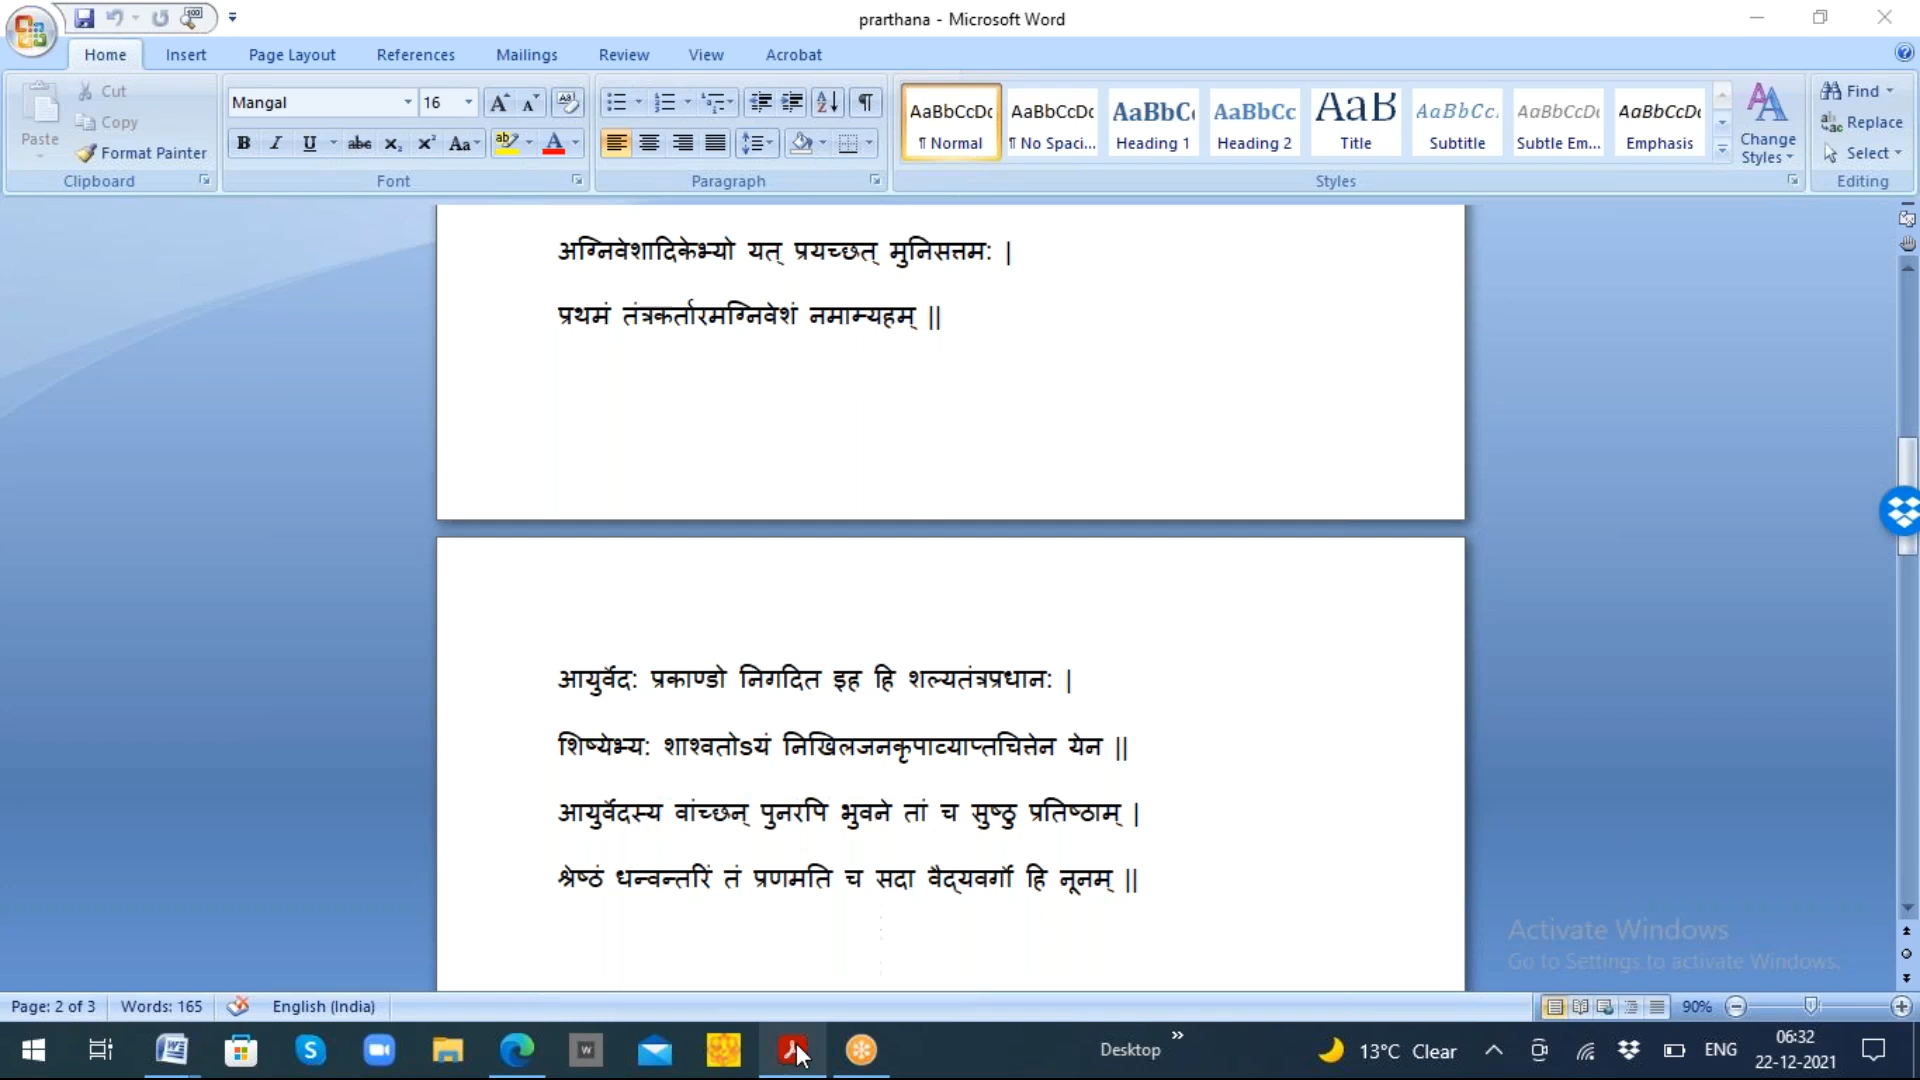 prarthana - Microsoft Word
Home Insert Page Layout References Mailings Review View Acrobat
Paste Cut Copy Format Painter Clipboard
Mangal 16
Font
Paragraph
AaBbCcDc AaBbCcDc AaBbC AaBbCc AaB AaBbCc. AaBbCcDc AaBbCcDc
¶ Normal ¶ No Spaci... Heading 1 Heading 2 Title Subtitle Subtle Em... Emphasis
Change Styles
Styles
Find
Replace
Select
Editing
अग्निवेशादिकेभ्यो यत् प्रयच्छत् मुनिसत्तम: |
प्रथमं तंत्रकर्तारमग्निवेशं नमाम्यहम् ||
आयुर्वेद: प्रकाण्डो निगदित इह हि शल्यतंत्रप्रधान: |
शिष्येभ्य: शाश्वतोऽयं निखिलजनकृपाव्याप्तचित्तेन येन ||
आयुर्वेदस्य वांच्छन् पुनरपि भुवने तां च सुष्ठु प्रतिष्ठाम् |
श्रेष्ठं धन्वन्तरिं तं प्रणमति च सदा वैद्यवर्गो हि नूनम् ||
Activate Windows
Go to Settings to activate Windows.
Page: 2 of 3 Words: 165 English (India) 90%
Desktop 13°C Clear ENG 06:32
22-12-2021